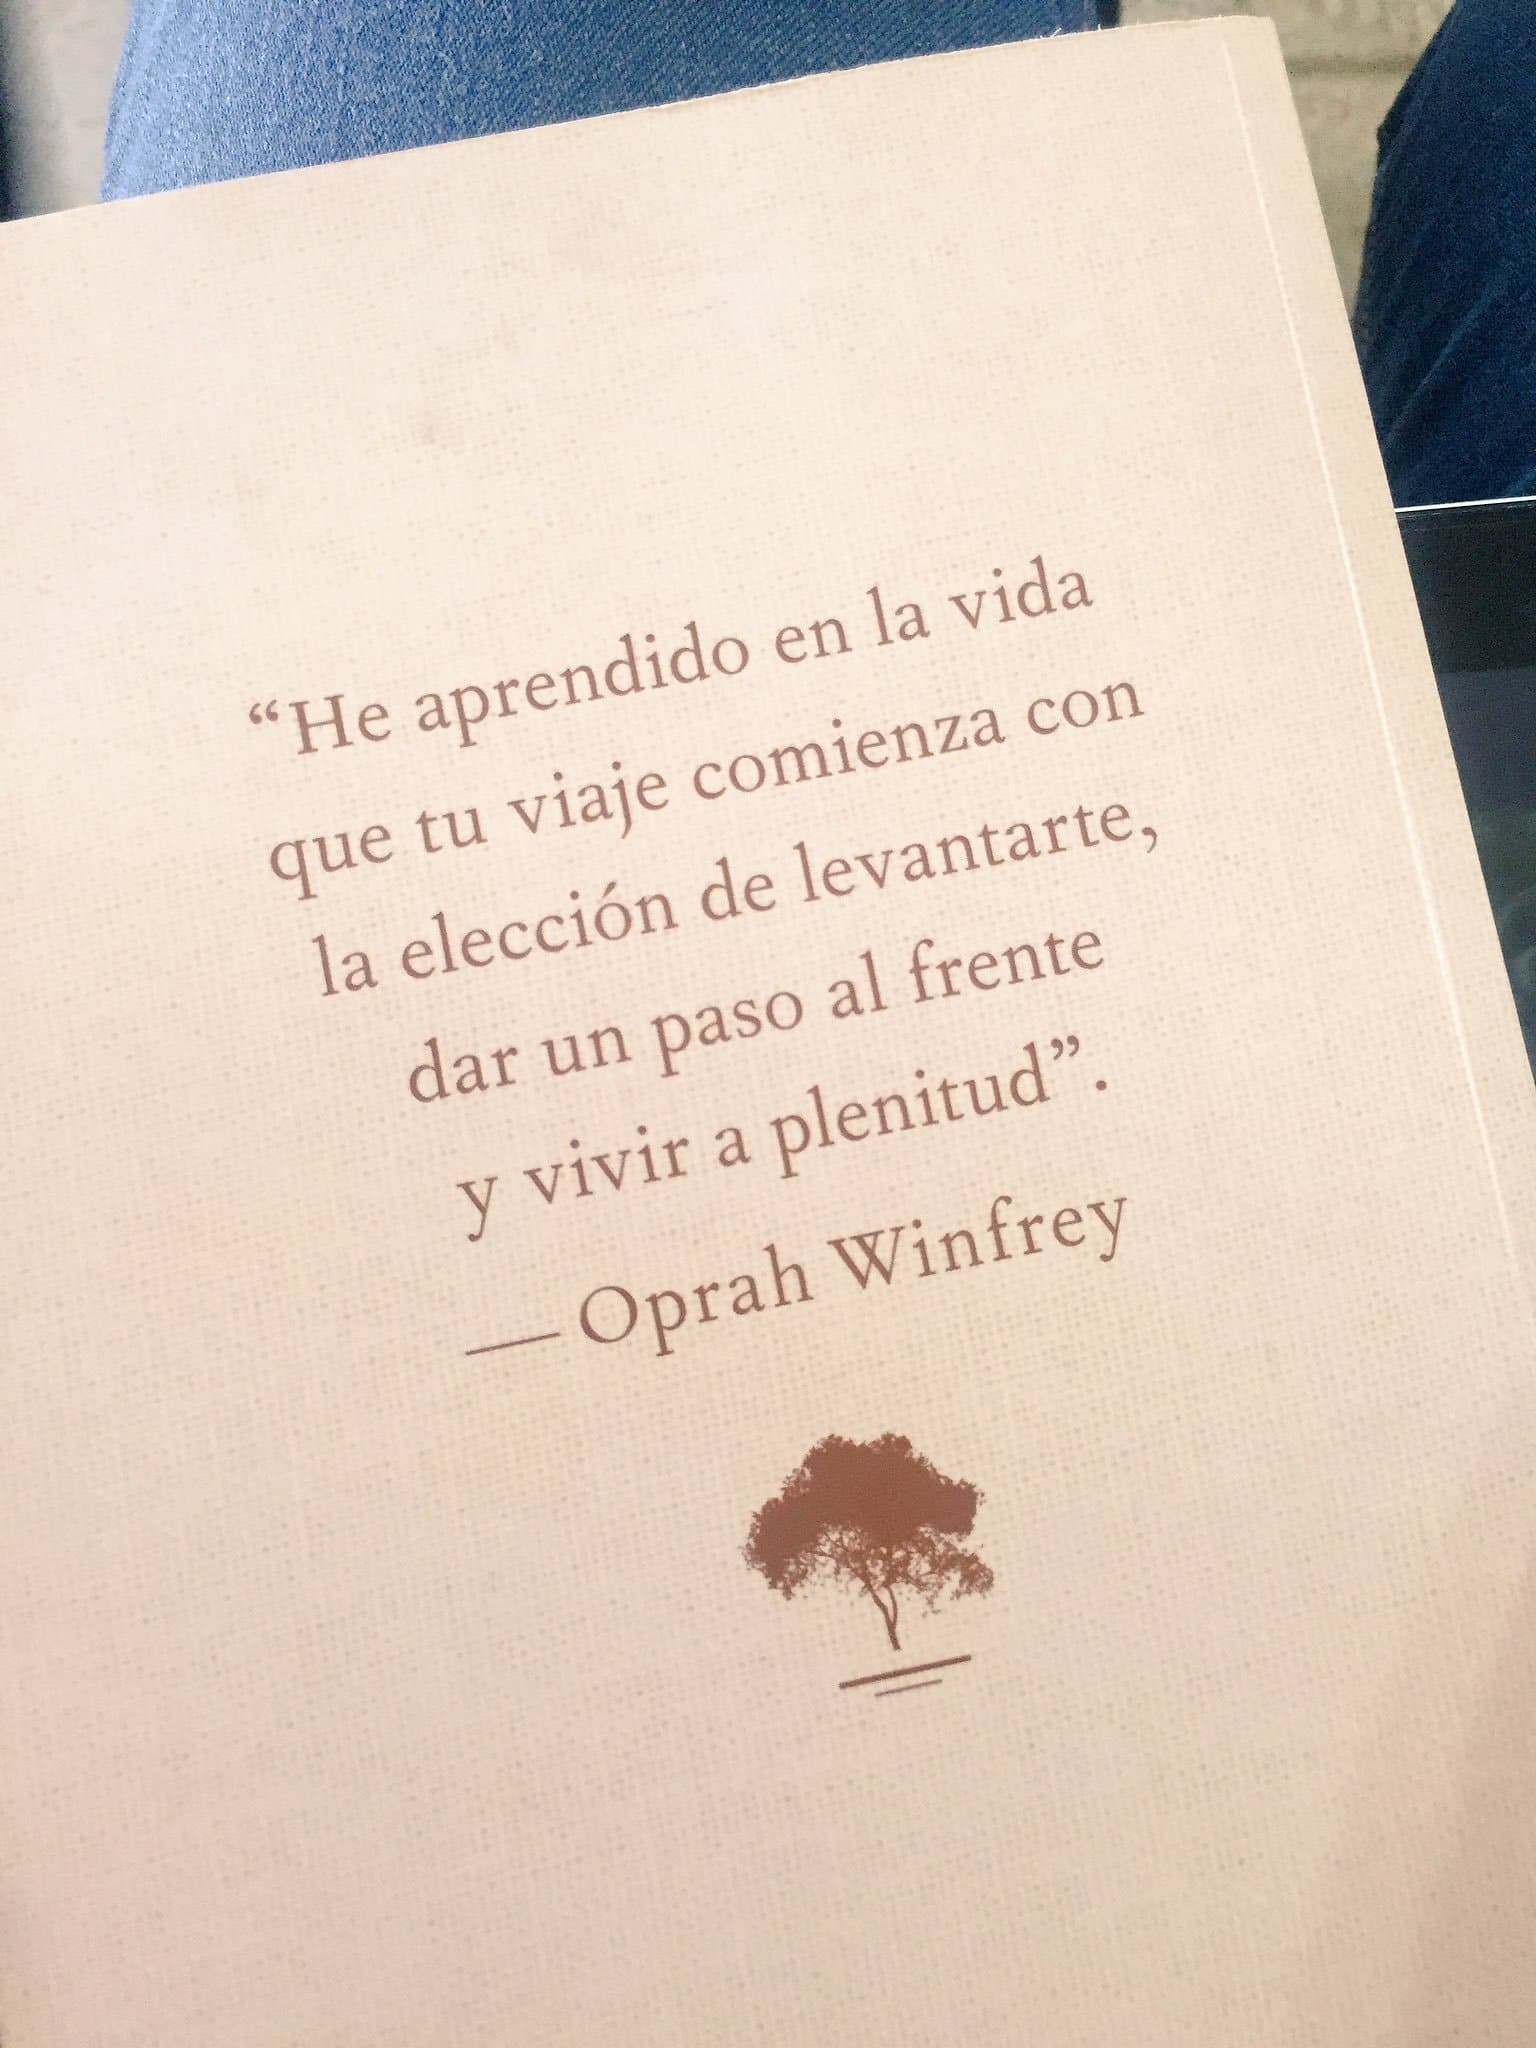 “He aprendido en la vida
que tu viaje comienza con
la elección de levantarte,
dar un paso al frente
y vivir a plenitud”.
— Oprah Winfrey